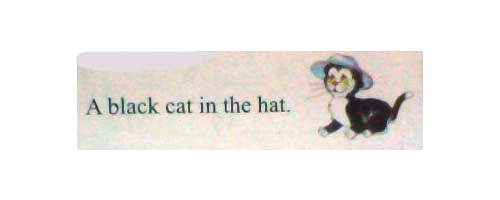 A black cat in the hat.